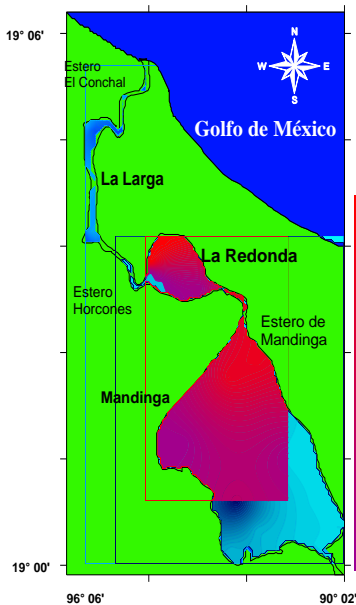 19° 06'
Estero
El Conchal
N
W E
S
Golfo de México
La Larga
La Redonda
Estero
Horcones
Estero de
Mandinga
Mandinga
19° 00'
96° 06' 90° 02'